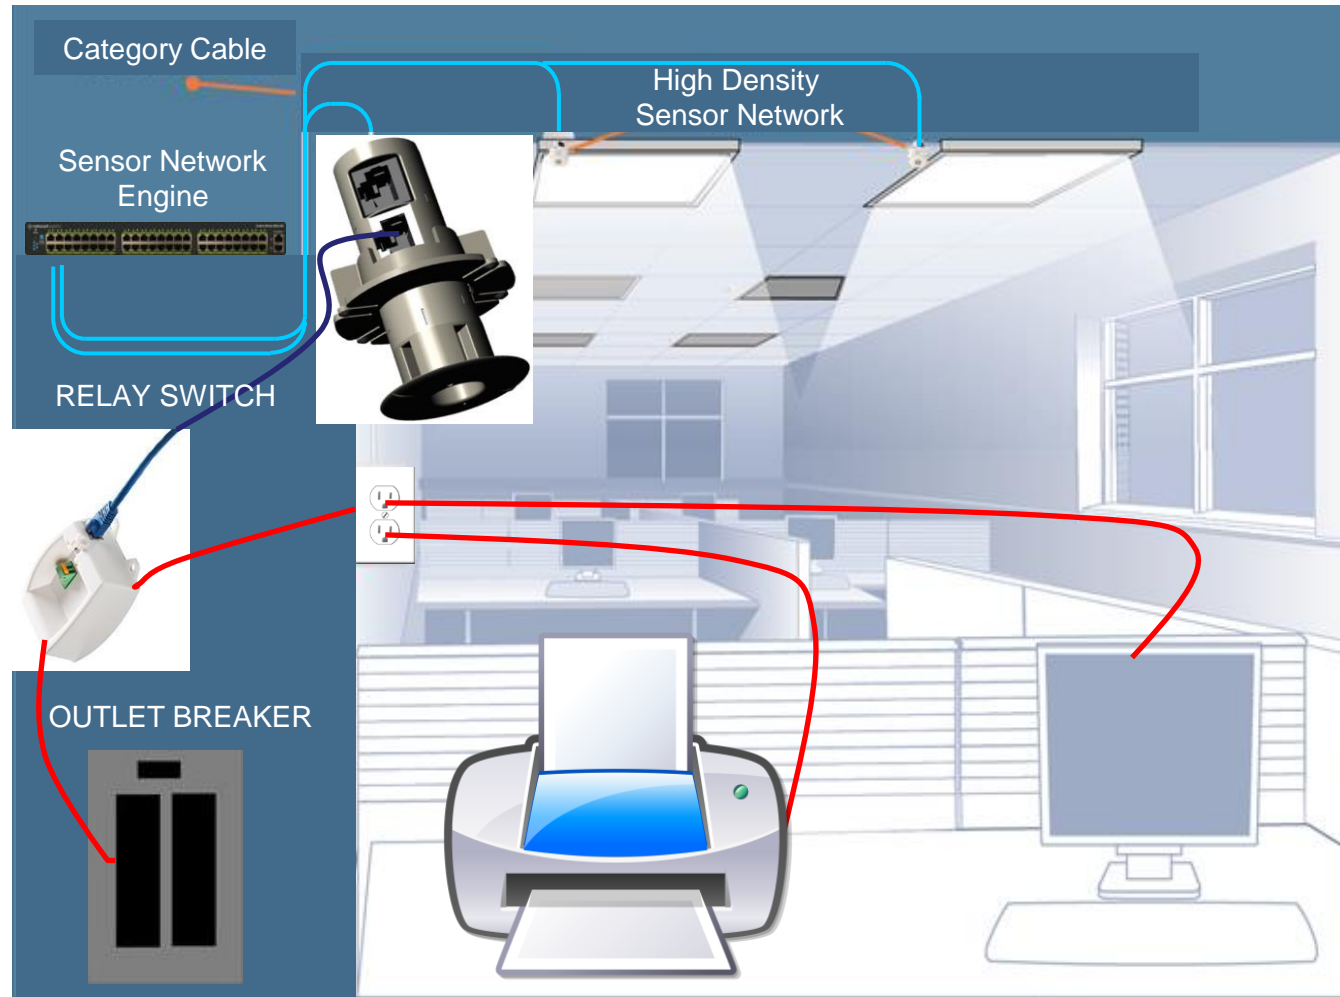 Category Cable
High Density
Sensor Network
Sensor Network
Engine
RELAY SWITCH
OUTLET BREAKER